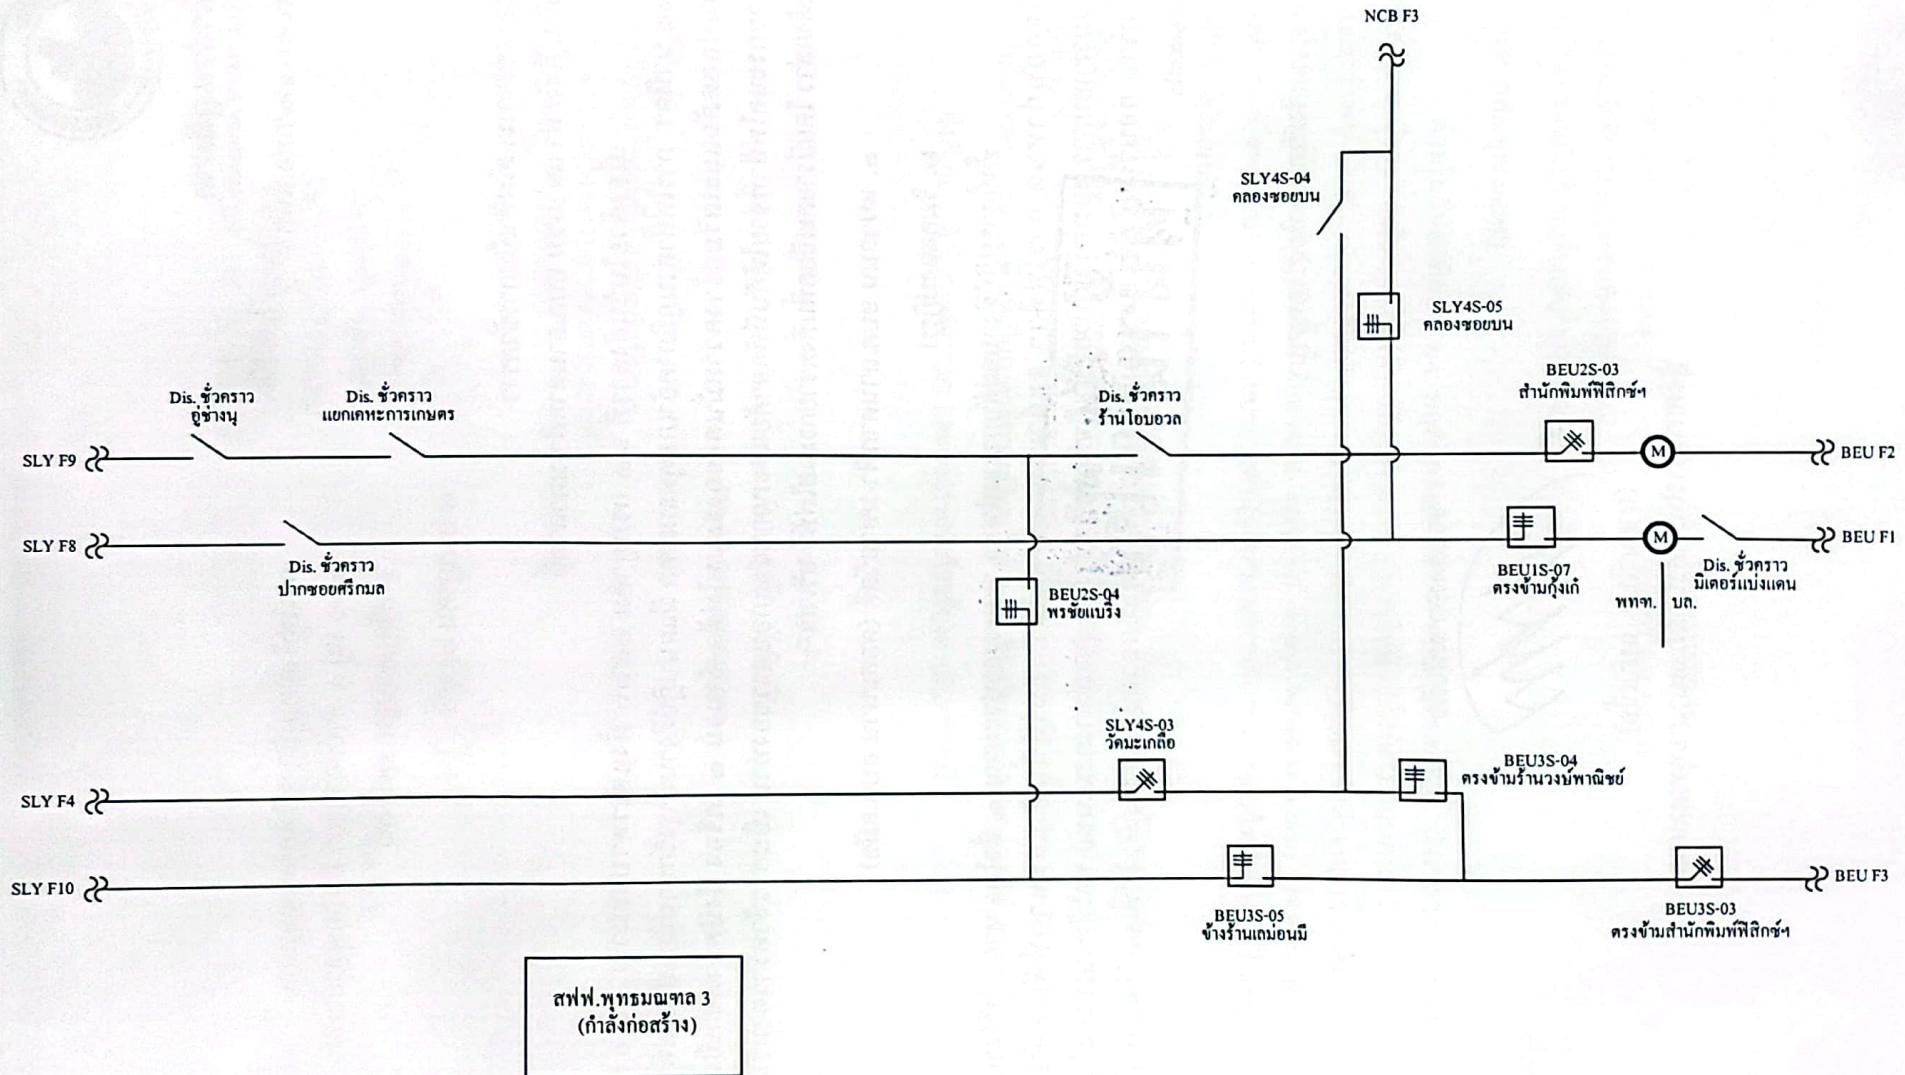 NCB F3
SLY4S-04
คลองซอยบน
SLY4S-05
คลองซอยบน
BEU2S-03
สำนักพิมพ์ฟิสิกซ์ฯ
Dis. ชั่วคราว
อู่ช่างนุ
Dis. ชั่วคราว
แยกเคหะการเกษตร
Dis. ชั่วคราว
ร้านโอบอวล
SLY F9
M
BEU F2
SLY F8
Dis. ชั่วคราว
ปากซอยศรีกมล
BEU1S-07
ตรงข้ามกุ้งเก๋
M
Dis. ชั่วคราว
มิเตอร์แบ่งแดน
BEU F1
พทท.
บล.
BEU2S-04
พรชัยแบริ่ง
SLY4S-03
วัดมะเกลือ
BEU3S-04
ตรงข้ามร้านวงษ์พาณิชย์
SLY F4
SLY F10
BEU3S-05
ข้างร้านเลม่อนมี
BEU3S-03
ตรงข้ามสำนักพิมพ์ฟิสิกซ์ฯ
BEU F3
สฟฟ.พุทธมณฑล 3
(กำลังก่อสร้าง)